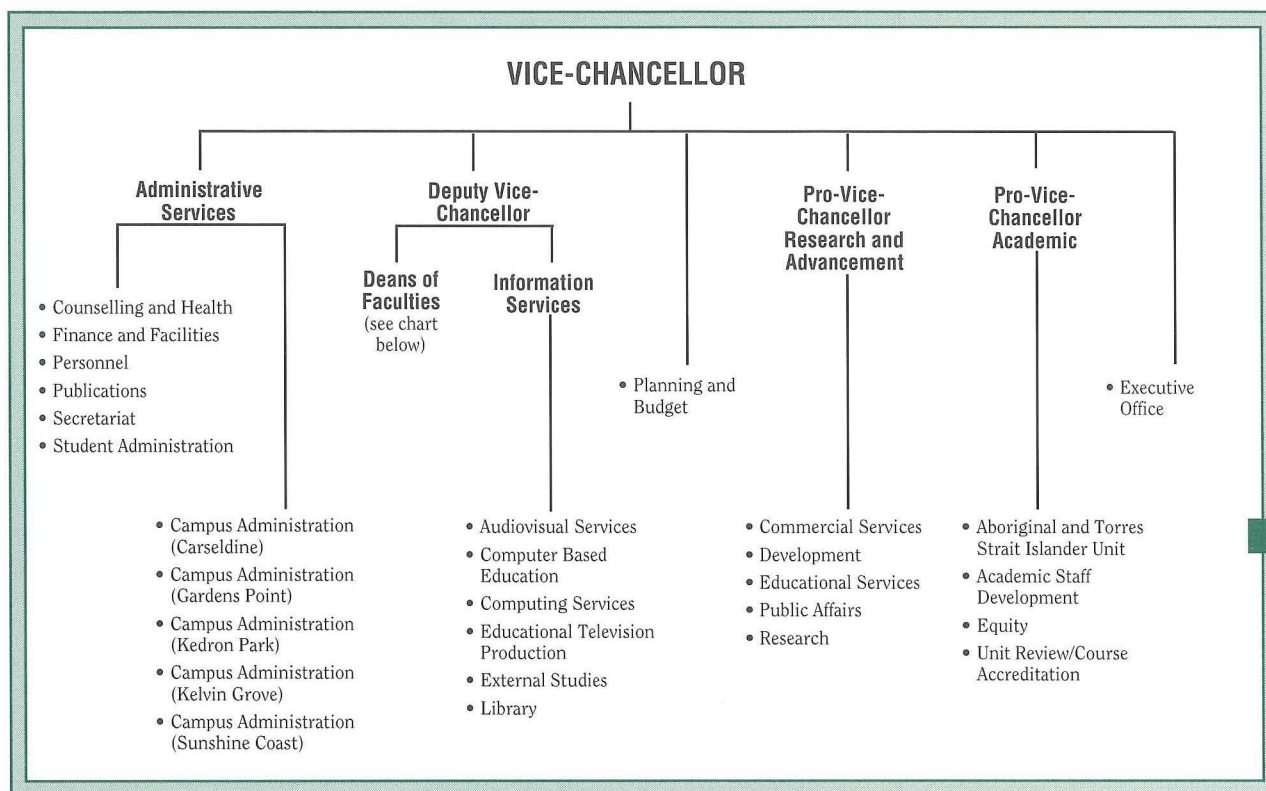 VICE-CHANCELLOR
Administrative
Services
• Counselling and Health
• Finance and Facilities
• Personnel
• Publications
• Secretariat
• Student Administration
• Campus Administration
(Carseldine)
• Campus Administration
(Gardens Point)
• Campus Administration
(Kedron Park)
• Campus Administration
(Kelvin Grove)
• Campus Administration
(Sunshine Coast)
Deputy Vice-
Chancellor
Deans of
Faculties
(see chart
below)
Information
Services
• Audiovisual Services
• Computer Based
Education
• Computing Services
• Educational Television
Production
• External Studies
• Library
• Planning and
Budget
Pro-Vice-
Chancellor
Research and
Advancement
• Commercial Services
• Development
• Educational Services
• Public Affairs
• Research
Pro-Vice-
Chancellor
Academic
• Aboriginal and Torres
Strait Islander Unit
• Academic Staff
Development
• Equity
• Unit Review/Course
Accreditation
• Executive
Office